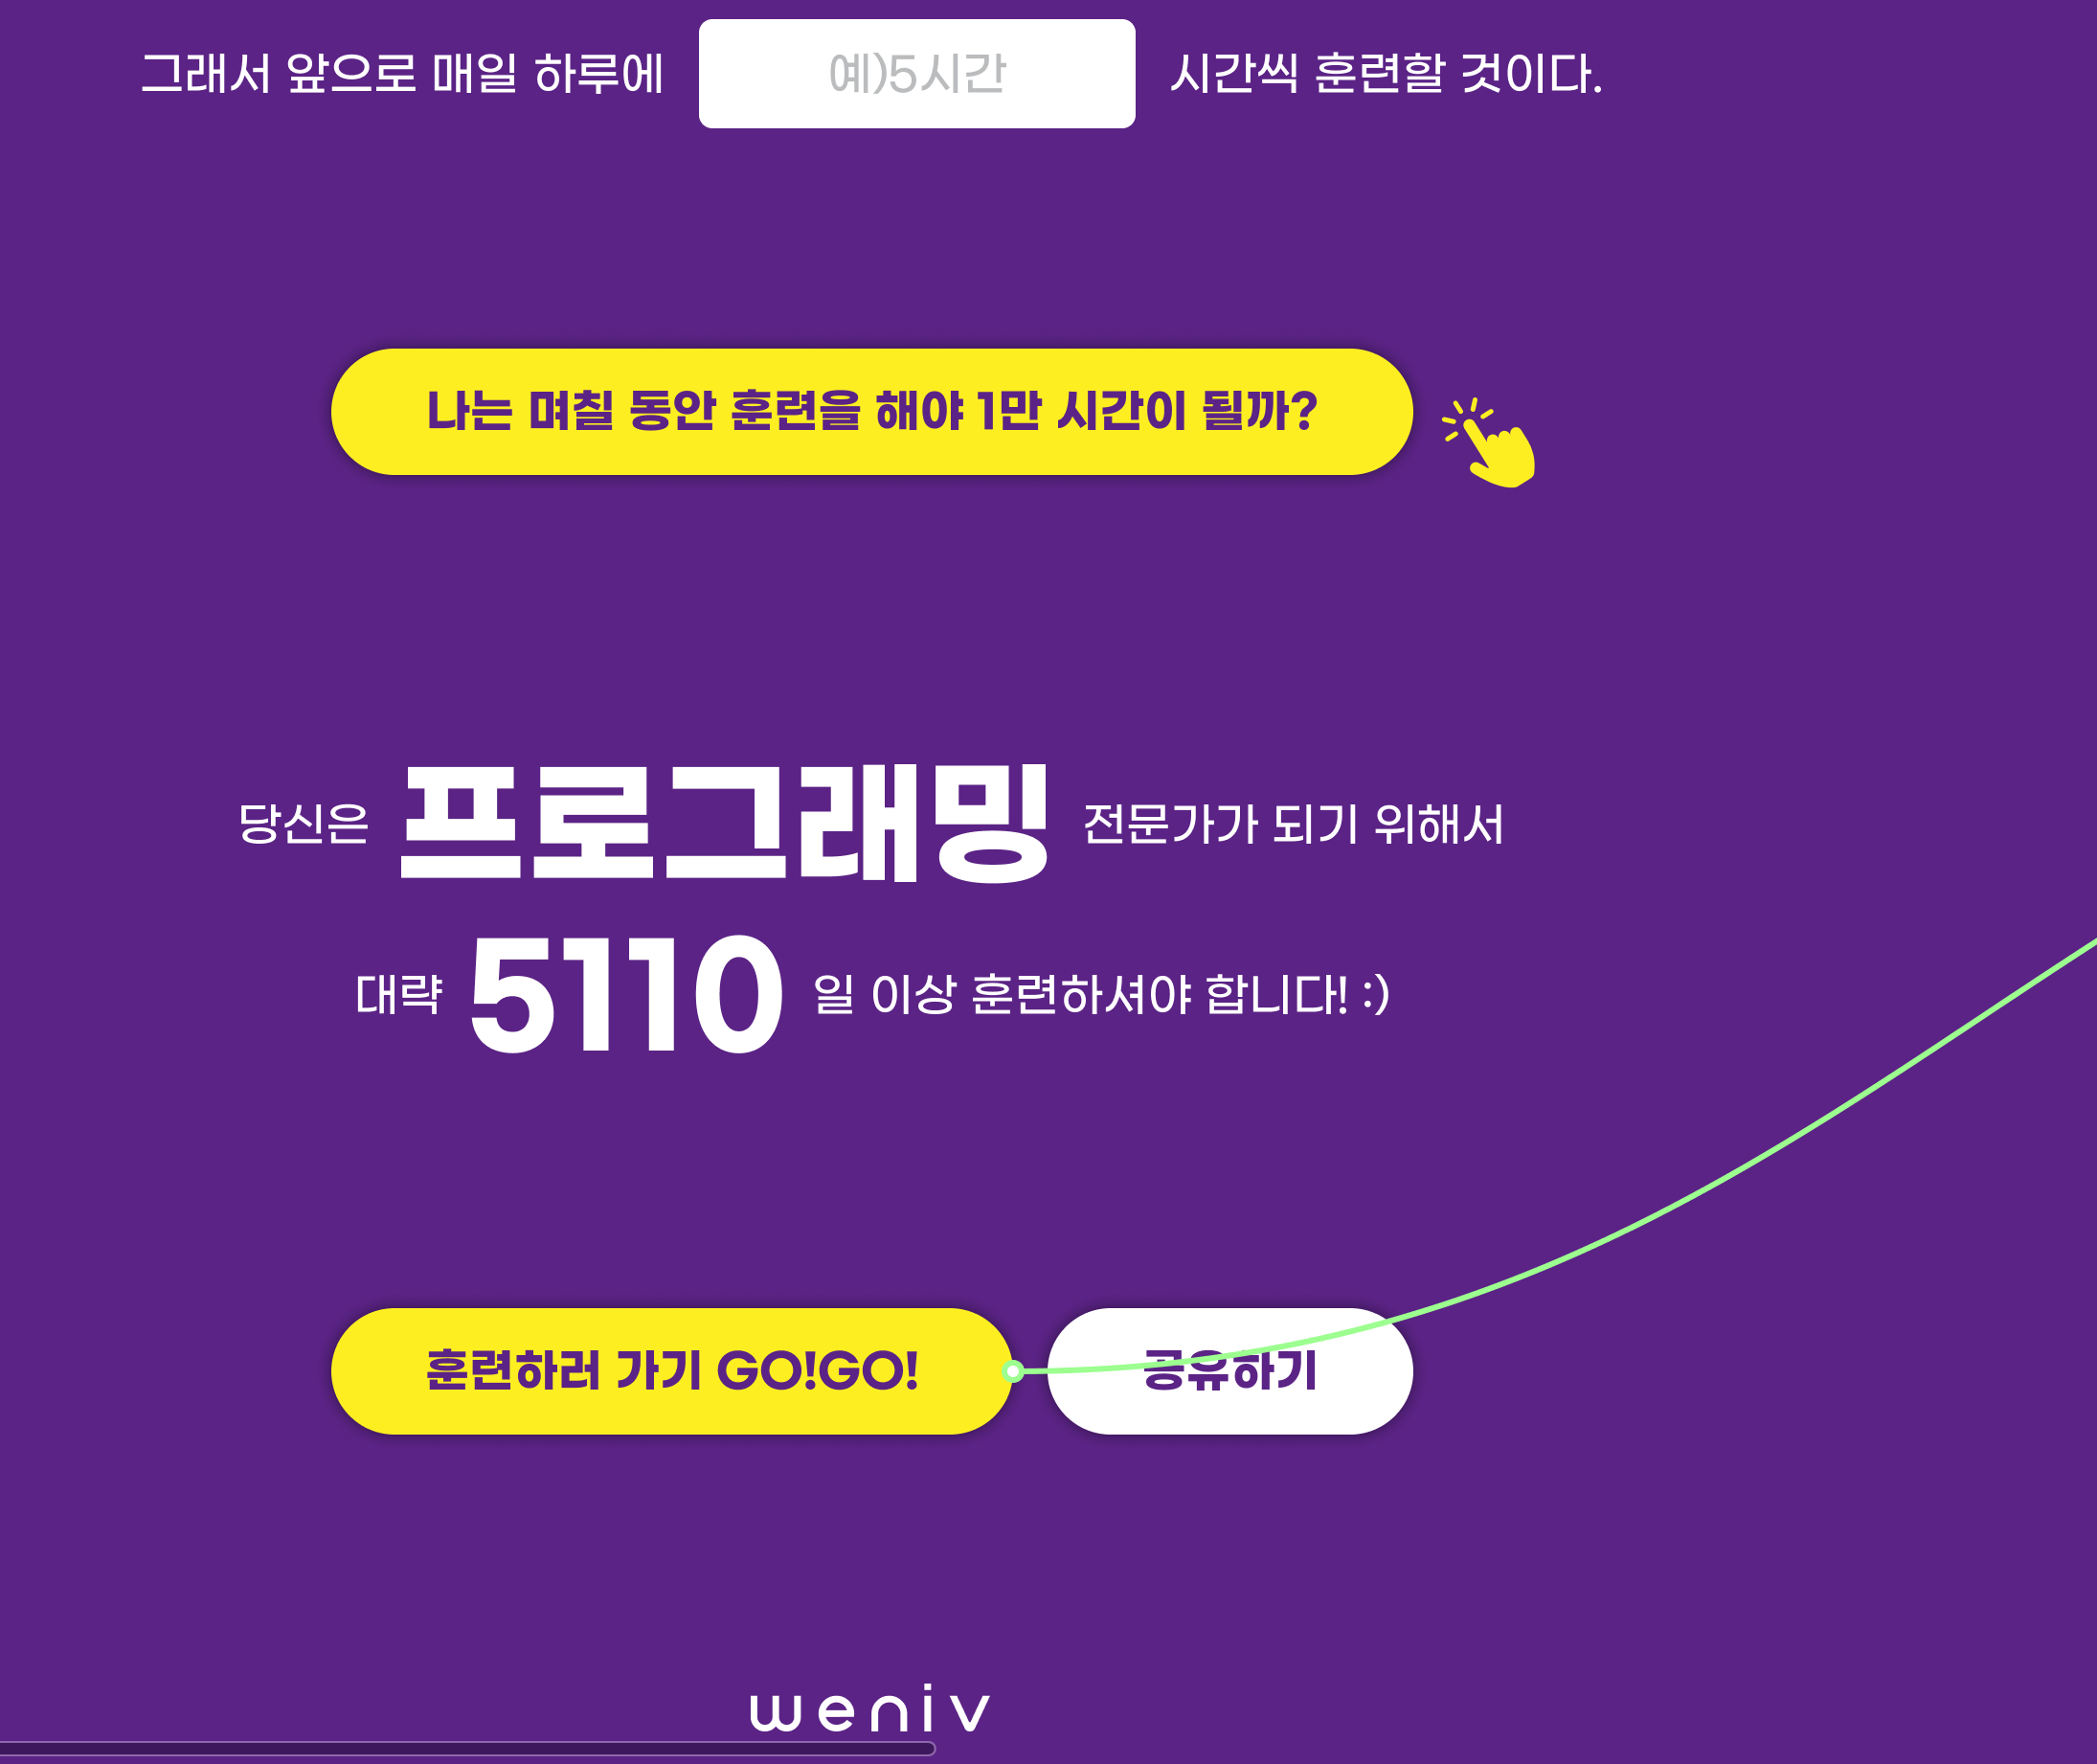 그래서 앞으로 매일 하루에 예)5시간 시간씩 훈련할 것이다.
나는 며칠 동안 훈련을 해야 1만 시간이 될까?
당신은 프로그래밍 전문가가 되기 위해서
대략 5110 일 이상 훈련하셔야 합니다! :)
훈련하러 가기 GO!GO! 공유하기
weniv